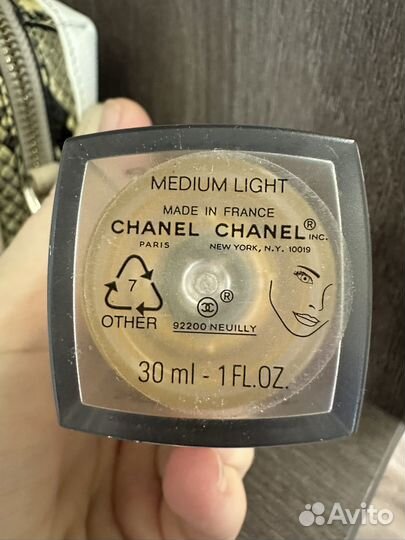 MEDIUM LIGHT
MADE IN FRANCE
CHANEL CHANEL® INC.
PARIS NEW YORK, N.Y. 10019
7
OTHER
®
92200 NEUILLY
30 ml - 1 FL.OZ.
Avito